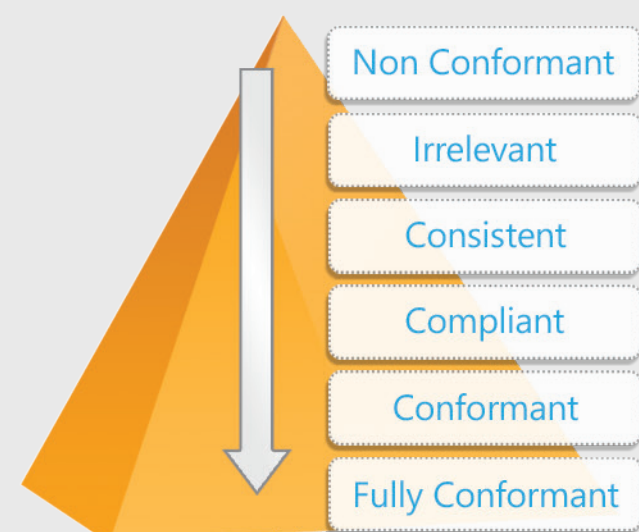 Non Conformant
Irrelevant
Consistent
Compliant
Conformant
Fully Conformant